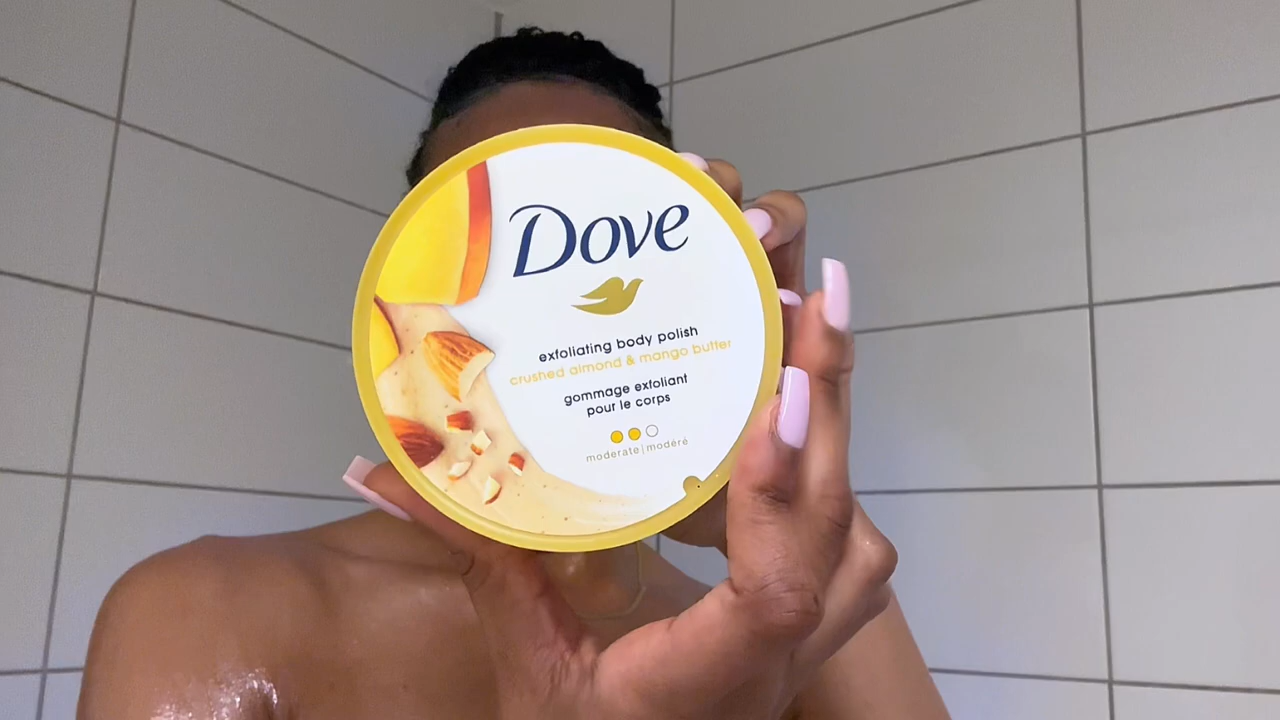 Dove
exfoliating body polish
crushed almond & mango butter
gommage exfoliant
pour le corps
moderate | modéré